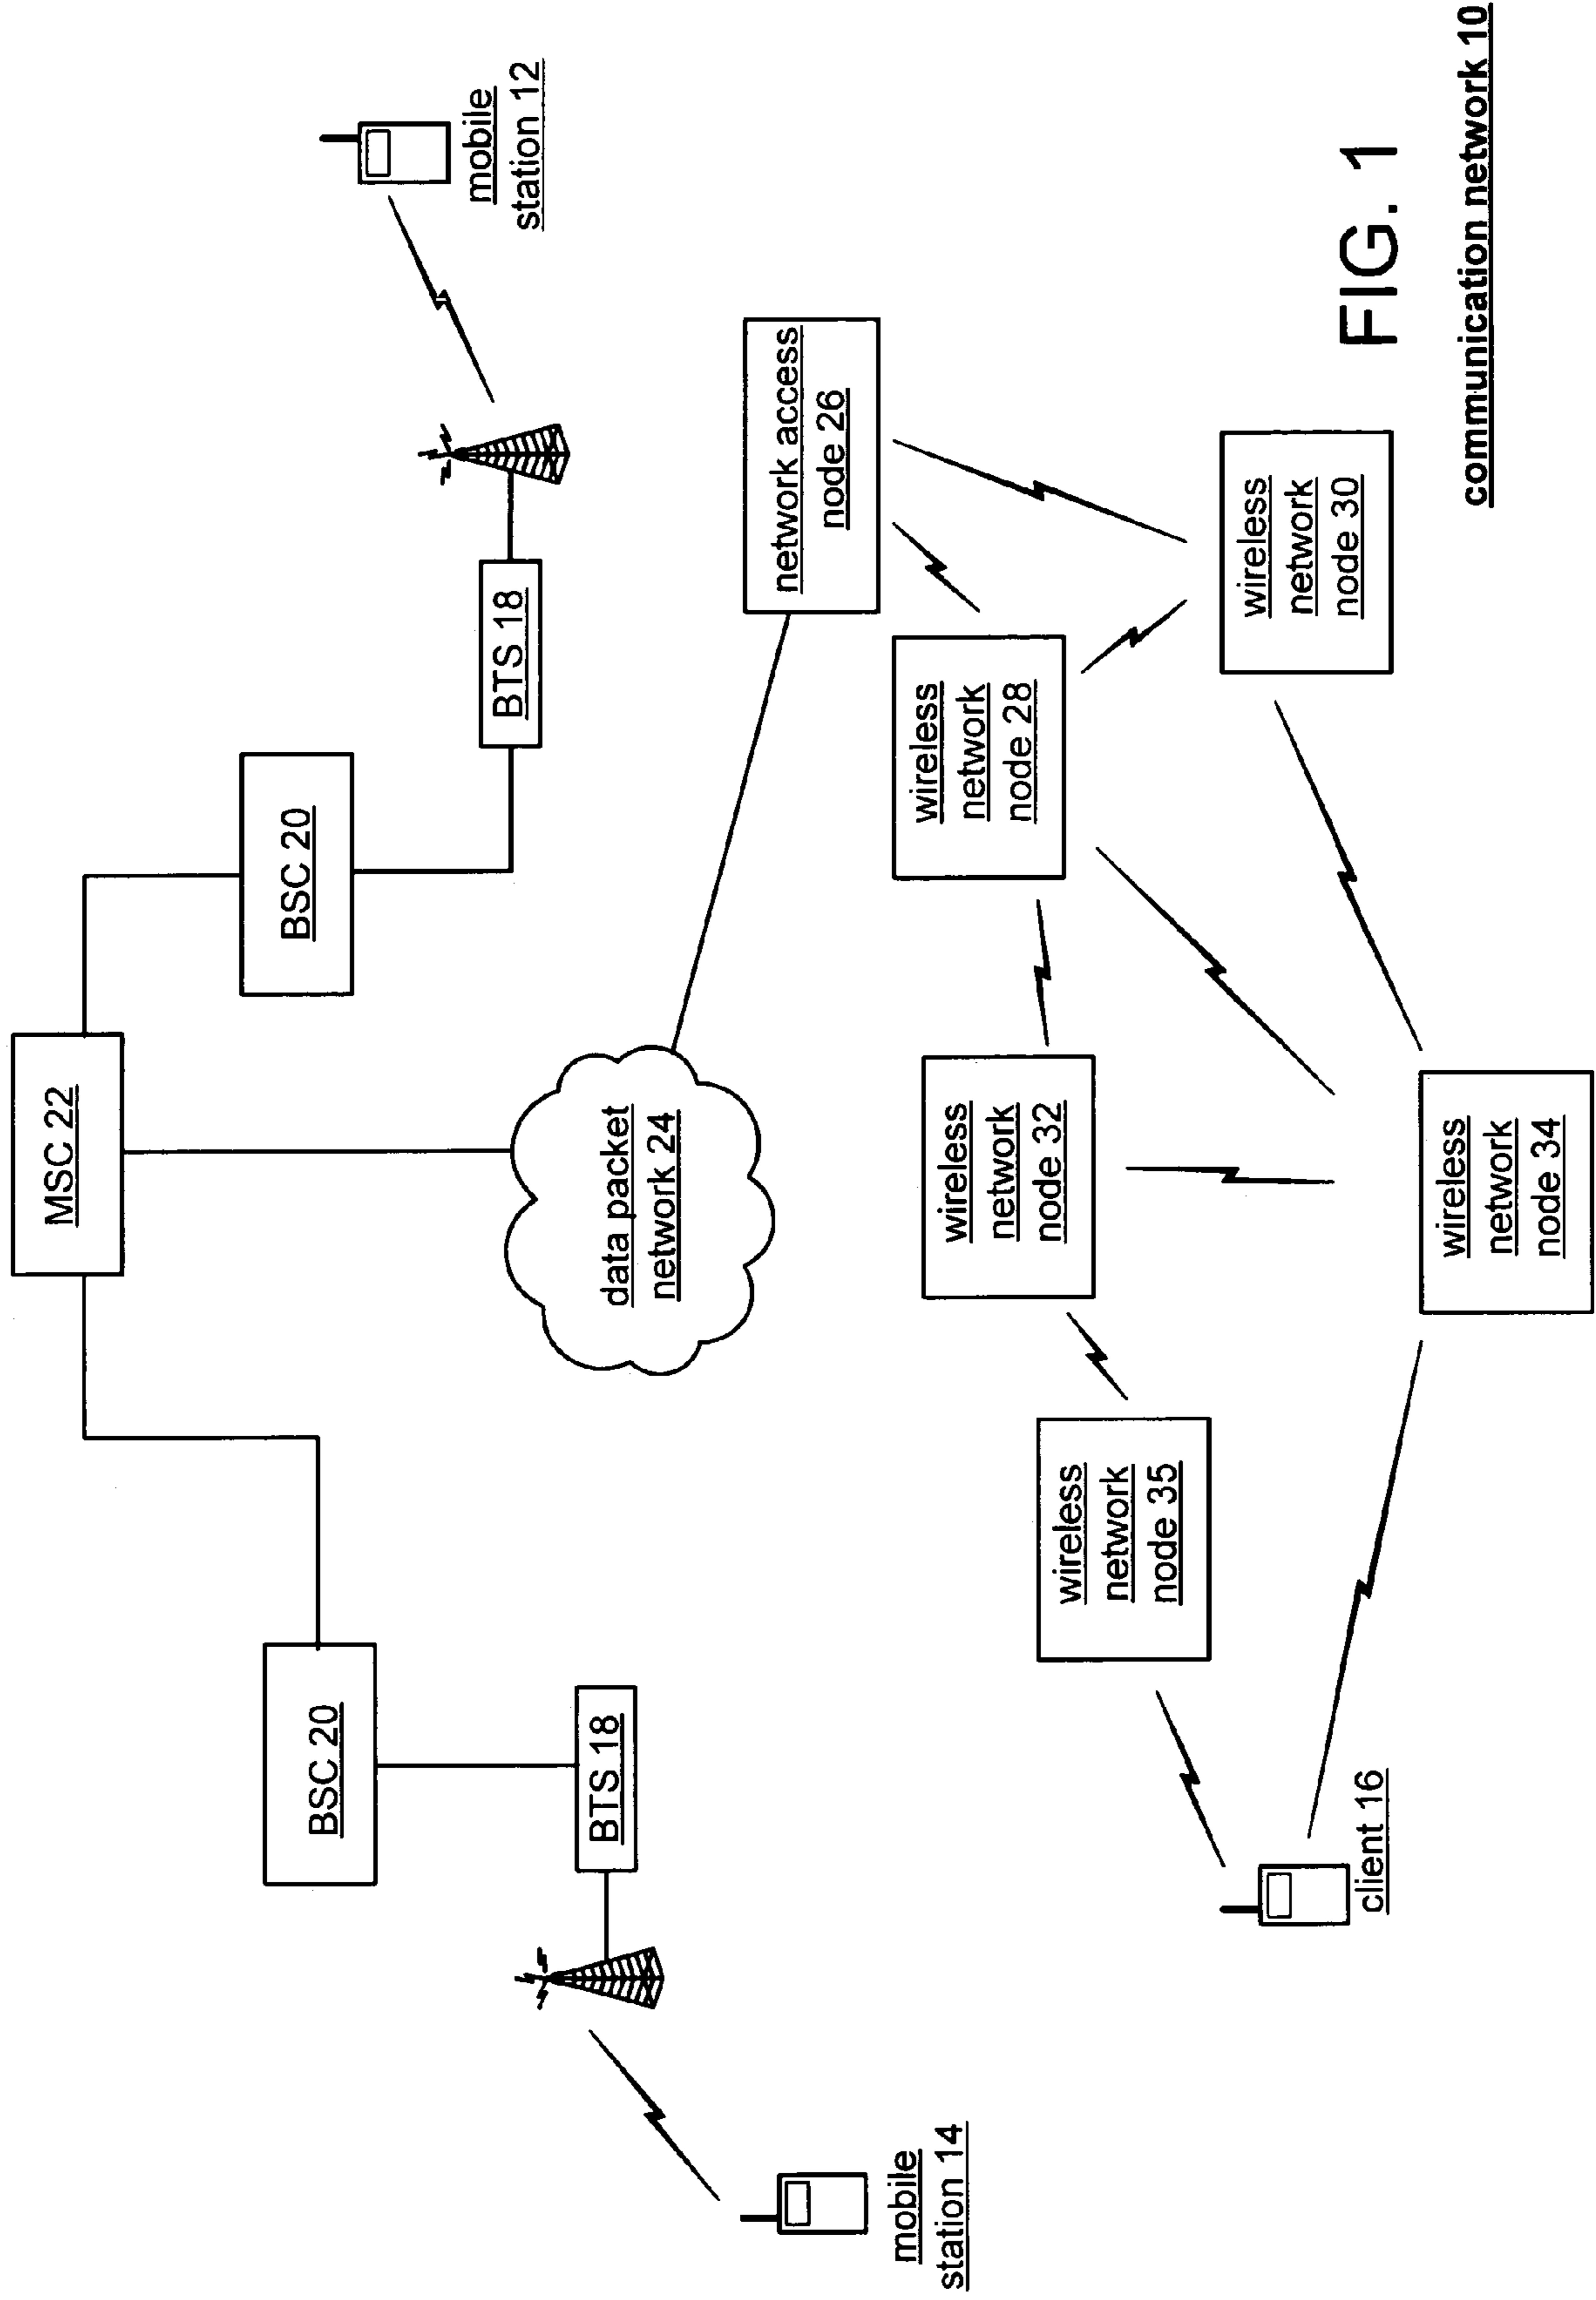 MSC 22
BSC 20
BSC 20
BTS 18
BTS 18
mobile
station 12
mobile
station 14
data packet
network 24
network access
node 26
wireless
network
node 28
wireless
network
node 30
wireless
network
node 32
wireless
network
node 34
wireless
network
node 35
client 16
FIG. 1
communication network 10